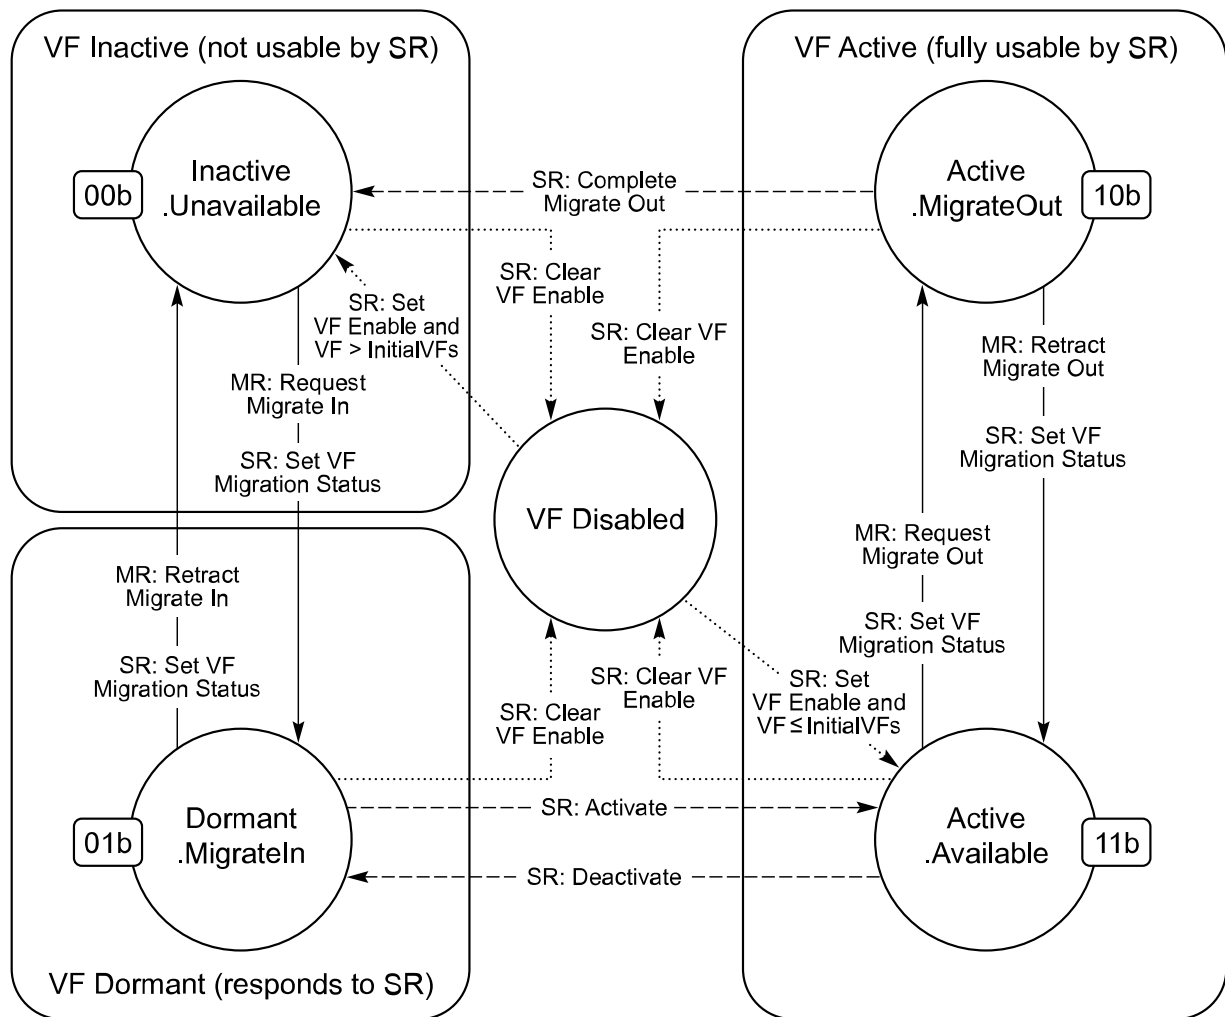 VF Inactive (not usable by SR)
VF Active (fully usable by SR)
Inactive
.Unavailable
00b
SR: Complete
Migrate Out
Active
.MigrateOut
10b
SR: Clear
VF Enable
SR: Set
VF Enable and
VF > InitialVFs
SR: Clear VF
Enable
MR: Retract
Migrate Out
MR: Request
Migrate In
SR: Set VF
Migration Status
SR: Set VF
Migration Status
VF Disabled
MR: Request
Migrate Out
MR: Retract
Migrate In
SR: Set VF
Migration Status
SR: Set VF
Migration Status
SR: Clear VF
Enable
SR: Set
VF Enable and
VF ≤ InitialVFs
SR: Clear
VF Enable
Dormant
.MigrateIn
01b
SR: Activate
SR: Deactivate
Active
.Available
11b
VF Dormant (responds to SR)